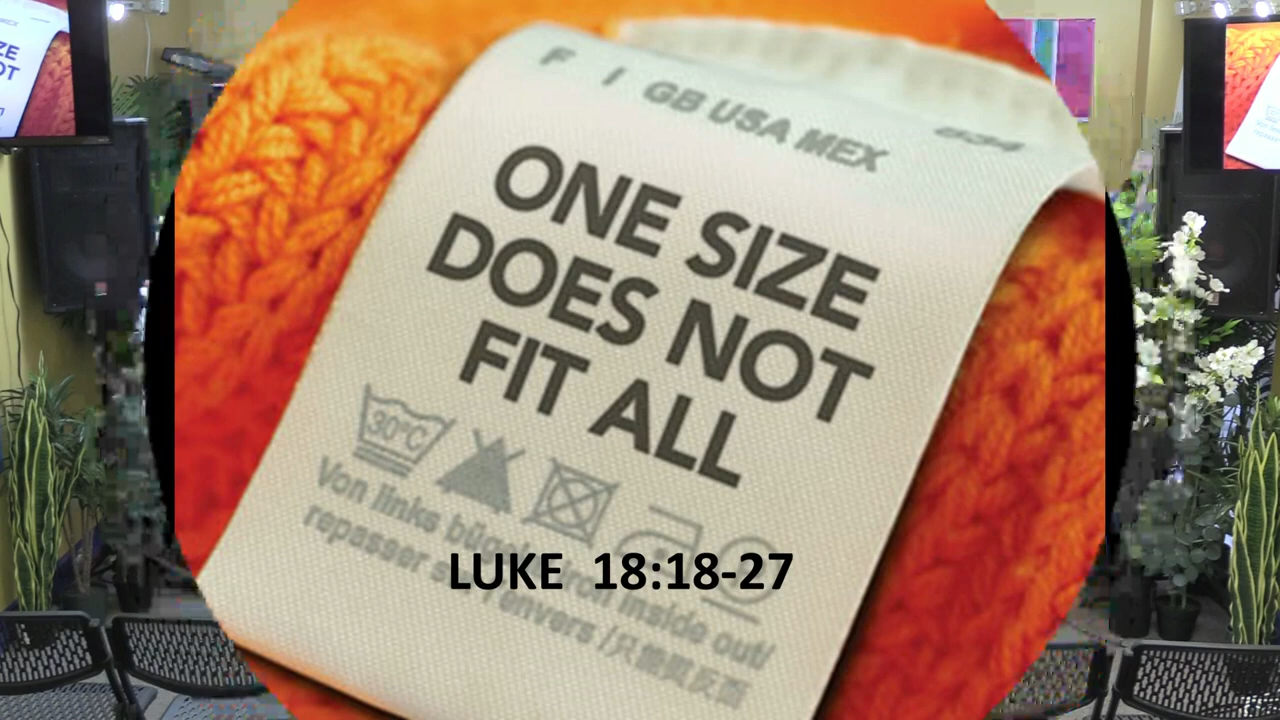 F I GB USA MEX
ONE SIZE
DOES NOT
FIT ALL
30°C
Von links
repasser
LUKE 18:18-27
inside out/
l'envers /